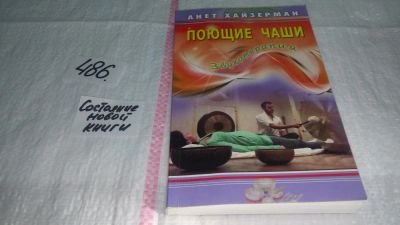 486.
Состояние
новой
книги
АНЕТ ХАЙЗЕРМАН
ПОЮЩИЕ ЧАШИ